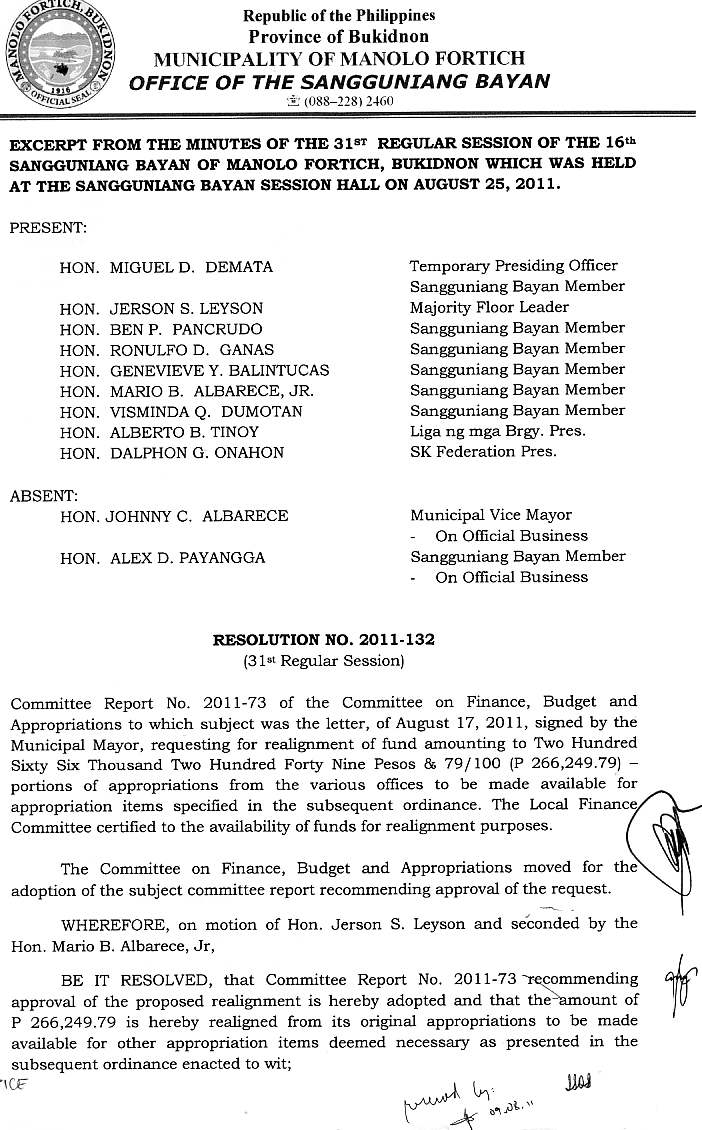 MANOLO FORTICH, BUKIDNON
1916
OFFICIAL SEAL
Republic of the Philippines
Province of Bukidnon
MUNICIPALITY OF MANOLO FORTICH
OFFICE OF THE SANGGUNIANG BAYAN
☏ (088–228) 2460
EXCERPT FROM THE MINUTES OF THE 31ST REGULAR SESSION OF THE 16th
SANGGUNIANG BAYAN OF MANOLO FORTICH, BUKIDNON WHICH WAS HELD
AT THE SANGGUNIANG BAYAN SESSION HALL ON AUGUST 25, 2011.
PRESENT:
HON. MIGUEL D. DEMATA Temporary Presiding Officer
Sangguniang Bayan Member
HON. JERSON S. LEYSON Majority Floor Leader
HON. BEN P. PANCRUDO Sangguniang Bayan Member
HON. RONULFO D. GANAS Sangguniang Bayan Member
HON. GENEVIEVE Y. BALINTUCAS Sangguniang Bayan Member
HON. MARIO B. ALBARECE, JR. Sangguniang Bayan Member
HON. VISMINDA Q. DUMOTAN Sangguniang Bayan Member
HON. ALBERTO B. TINOY Liga ng mga Brgy. Pres.
HON. DALPHON G. ONAHON SK Federation Pres.
ABSENT:
HON. JOHNNY C. ALBARECE Municipal Vice Mayor
- On Official Business
HON. ALEX D. PAYANGGA Sangguniang Bayan Member
- On Official Business
RESOLUTION NO. 2011-132
(31st Regular Session)
Committee Report No. 2011-73 of the Committee on Finance, Budget and
Appropriations to which subject was the letter, of August 17, 2011, signed by the
Municipal Mayor, requesting for realignment of fund amounting to Two Hundred
Sixty Six Thousand Two Hundred Forty Nine Pesos & 79/100 (P 266,249.79) –
portions of appropriations from the various offices to be made available for
appropriation items specified in the subsequent ordinance. The Local Finance
Committee certified to the availability of funds for realignment purposes.
The Committee on Finance, Budget and Appropriations moved for the
adoption of the subject committee report recommending approval of the request.
WHEREFORE, on motion of Hon. Jerson S. Leyson and seconded by the
Hon. Mario B. Albarece, Jr,
BE IT RESOLVED, that Committee Report No. 2011-73 recommending
approval of the proposed realignment is hereby adopted and that the amount of
P 266,249.79 is hereby realigned from its original appropriations to be made
available for other appropriation items deemed necessary as presented in the
subsequent ordinance enacted to wit;
by:
09.08.11